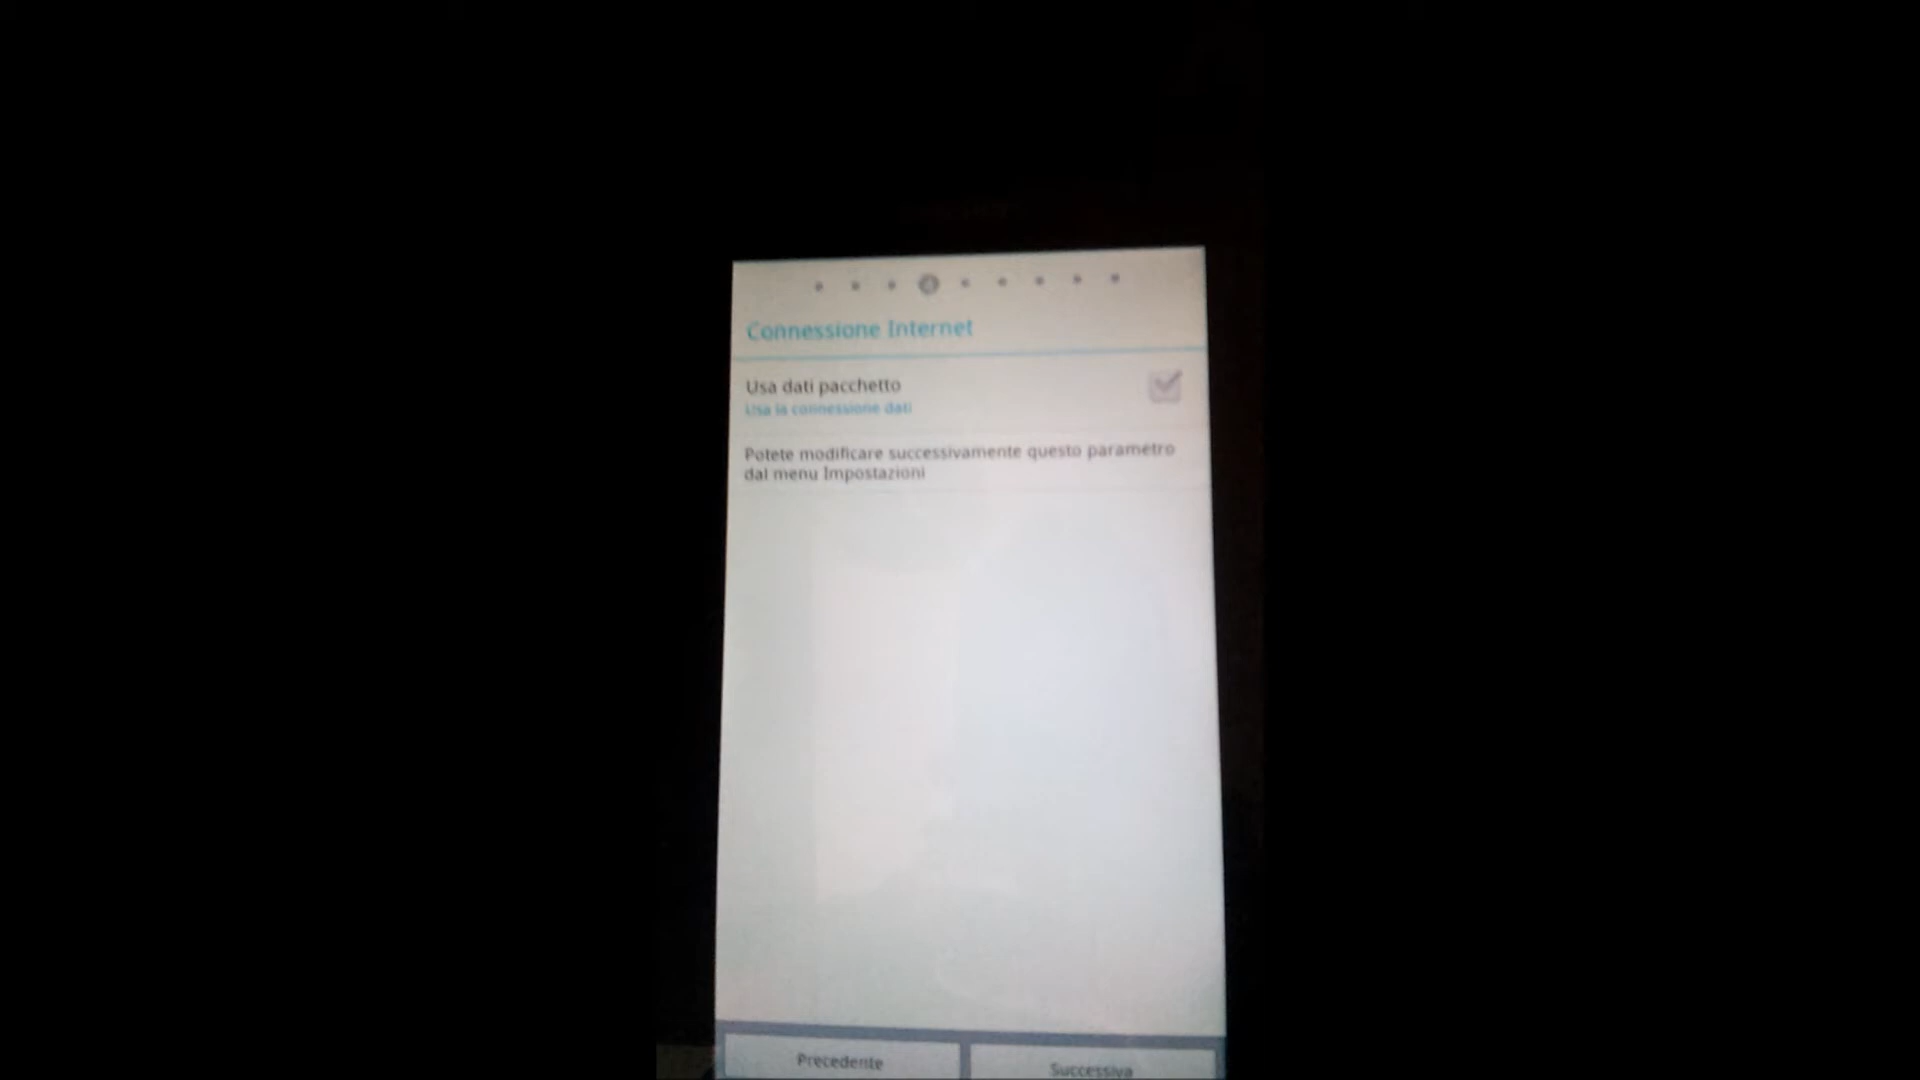 Connessione Internet
Usa dati pacchetto
Usa la connessione dati
Potete modificare successivamente questo parametro
dal menu Impostazioni
Precedente
Successiva